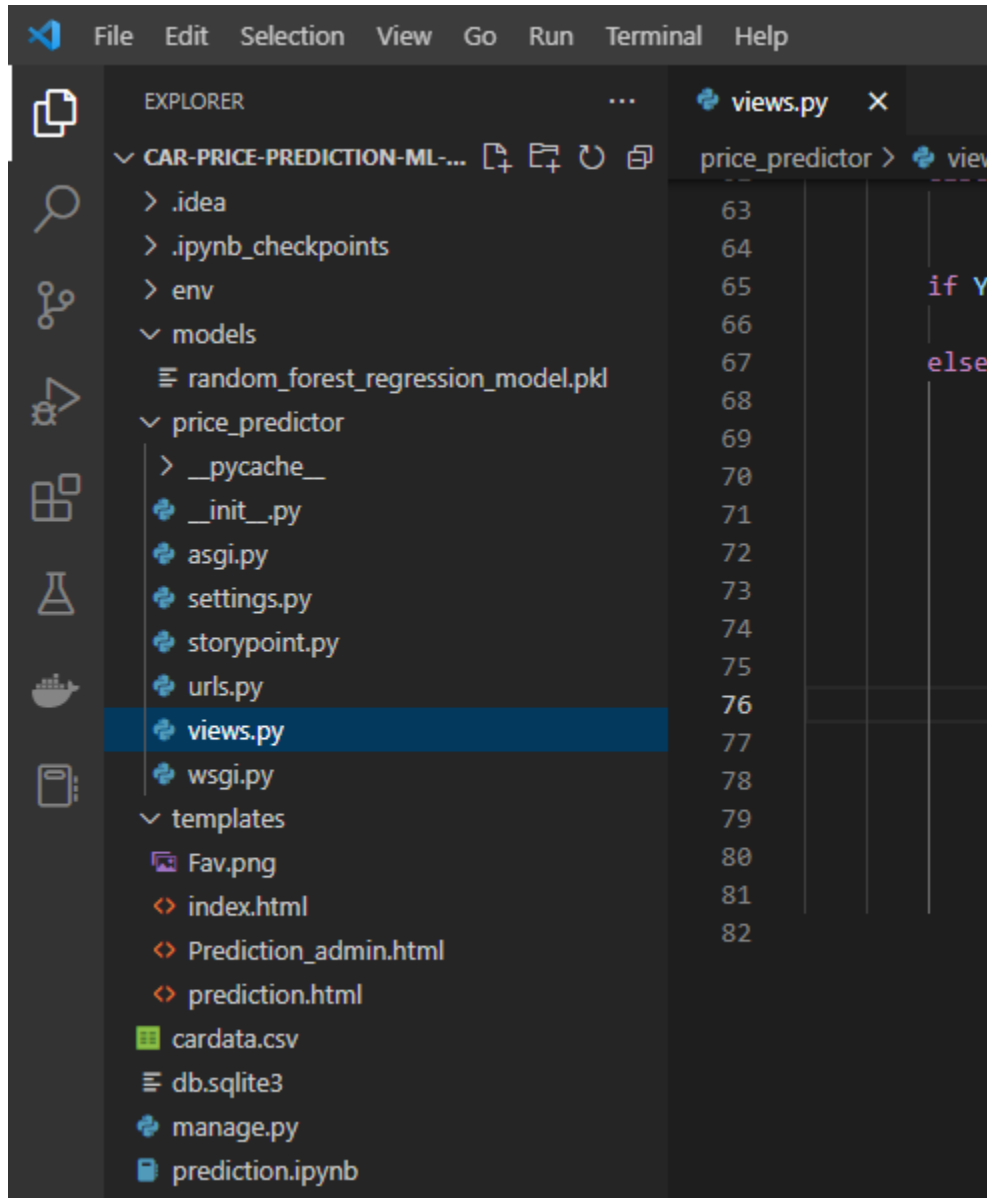 File Edit Selection View Go Run Terminal Help
EXPLORER
views.py
CAR-PRICE-PREDICTION-ML-...
price_predictor >
.idea
.ipynb_checkpoints
env
models
random_forest_regression_model.pkl
price_predictor
__pycache__
__init__.py
asgi.py
settings.py
storypoint.py
urls.py
views.py
wsgi.py
templates
Fav.png
index.html
Prediction_admin.html
prediction.html
cardata.csv
db.sqlite3
manage.py
prediction.ipynb
63
64
65 if Y
66
67 else
68
69
70
71
72
73
74
75
76
77
78
79
80
81
82